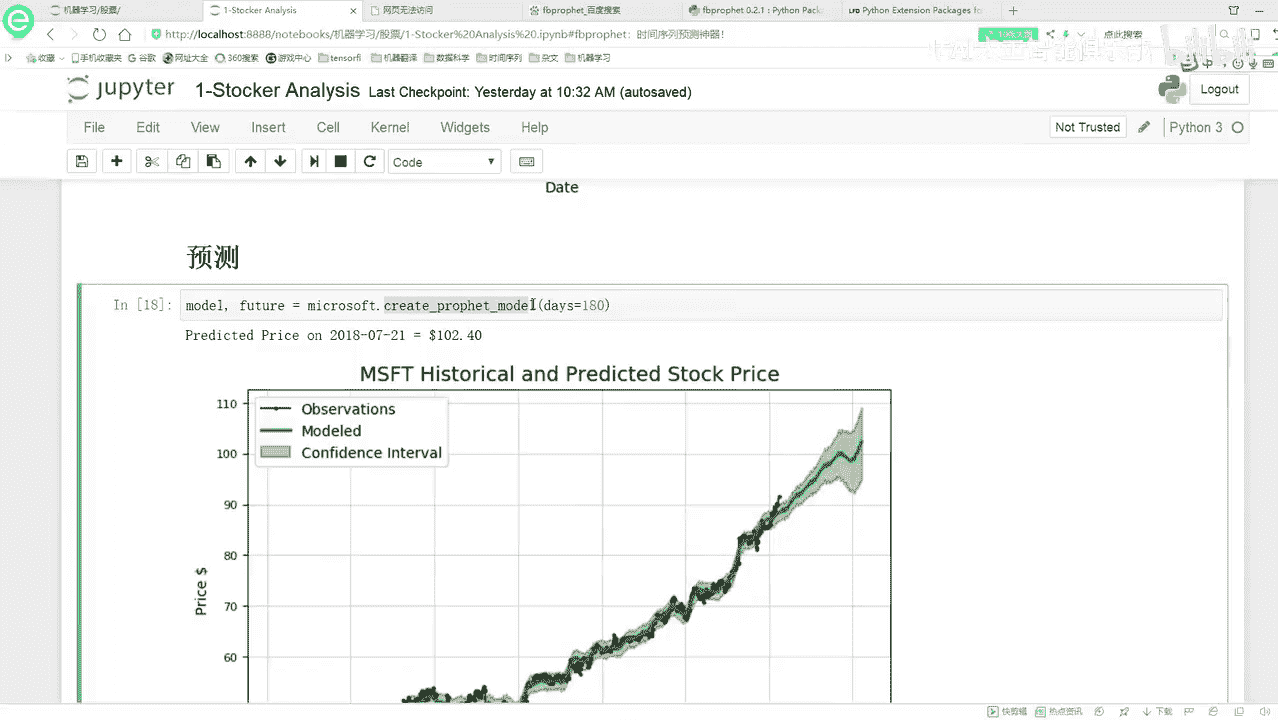 机器学习/股票/ 1-Stocker Analysis 网页无法访问 fbprophet_百度搜索 fbprophet 0.2.1 : Python Pack LFD Python Extension Packages fo
http://localhost:8888/notebooks/机器学习/股票/1-Stocker%20Analysis%20.ipynb#fbprophet：时间序列预测神器！ 点此搜索
收藏 手机收藏夹 谷歌 网址大全 360搜索 游戏中心 tensorfl 机器翻译 数据科学 时间序列 杂文 机器学习
jupyter 1-Stocker Analysis Last Checkpoint: Yesterday at 10:32 AM (autosaved) Logout
File Edit View Insert Cell Kernel Widgets Help Not Trusted Python 3
Code
Date
预测
In [18]: model, future = microsoft.create_prophet_model(days=180)
Predicted Price on 2018-07-21 = $102.40
MSFT Historical and Predicted Stock Price
Observations
Modeled
Confidence Interval
110
100
90
80
70
60
Price $
快剪辑 热点资讯 下载